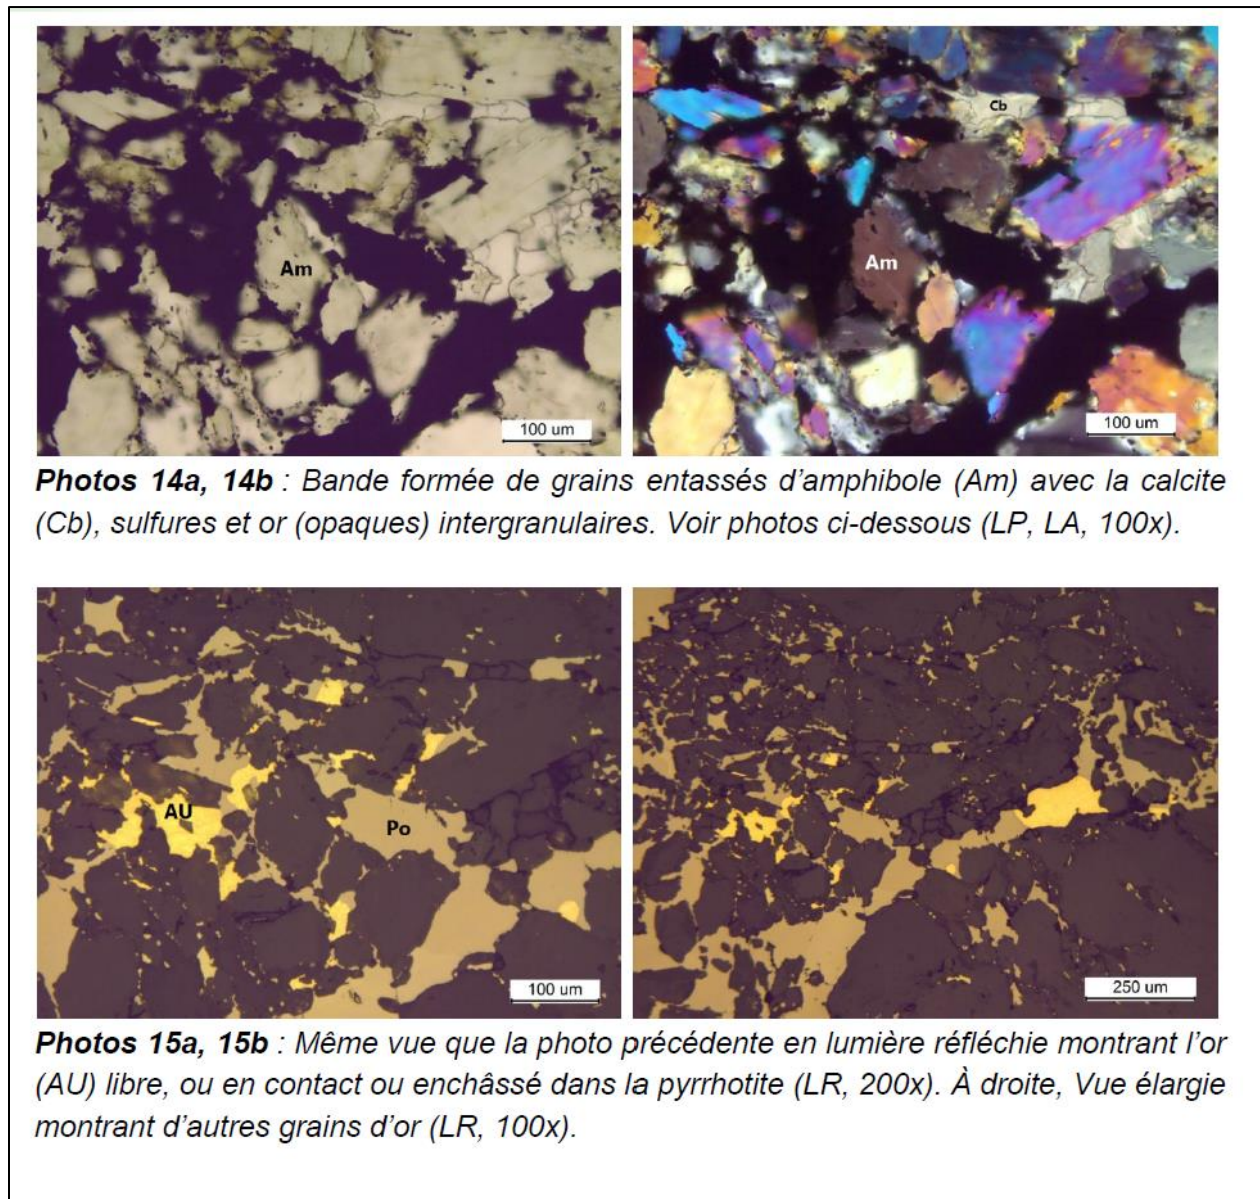 Cb
Am
Am
100 um
100 um
Photos 14a, 14b : Bande formée de grains entassés d'amphibole (Am) avec la calcite
(Cb), sulfures et or (opaques) intergranulaires. Voir photos ci-dessous (LP, LA, 100x).
AU
Po
100 um
250 um
Photos 15a, 15b : Même vue que la photo précédente en lumière réfléchie montrant l'or
(AU) libre, ou en contact ou enchâssé dans la pyrrhotite (LR, 200x). À droite, Vue élargie
montrant d'autres grains d'or (LR, 100x).